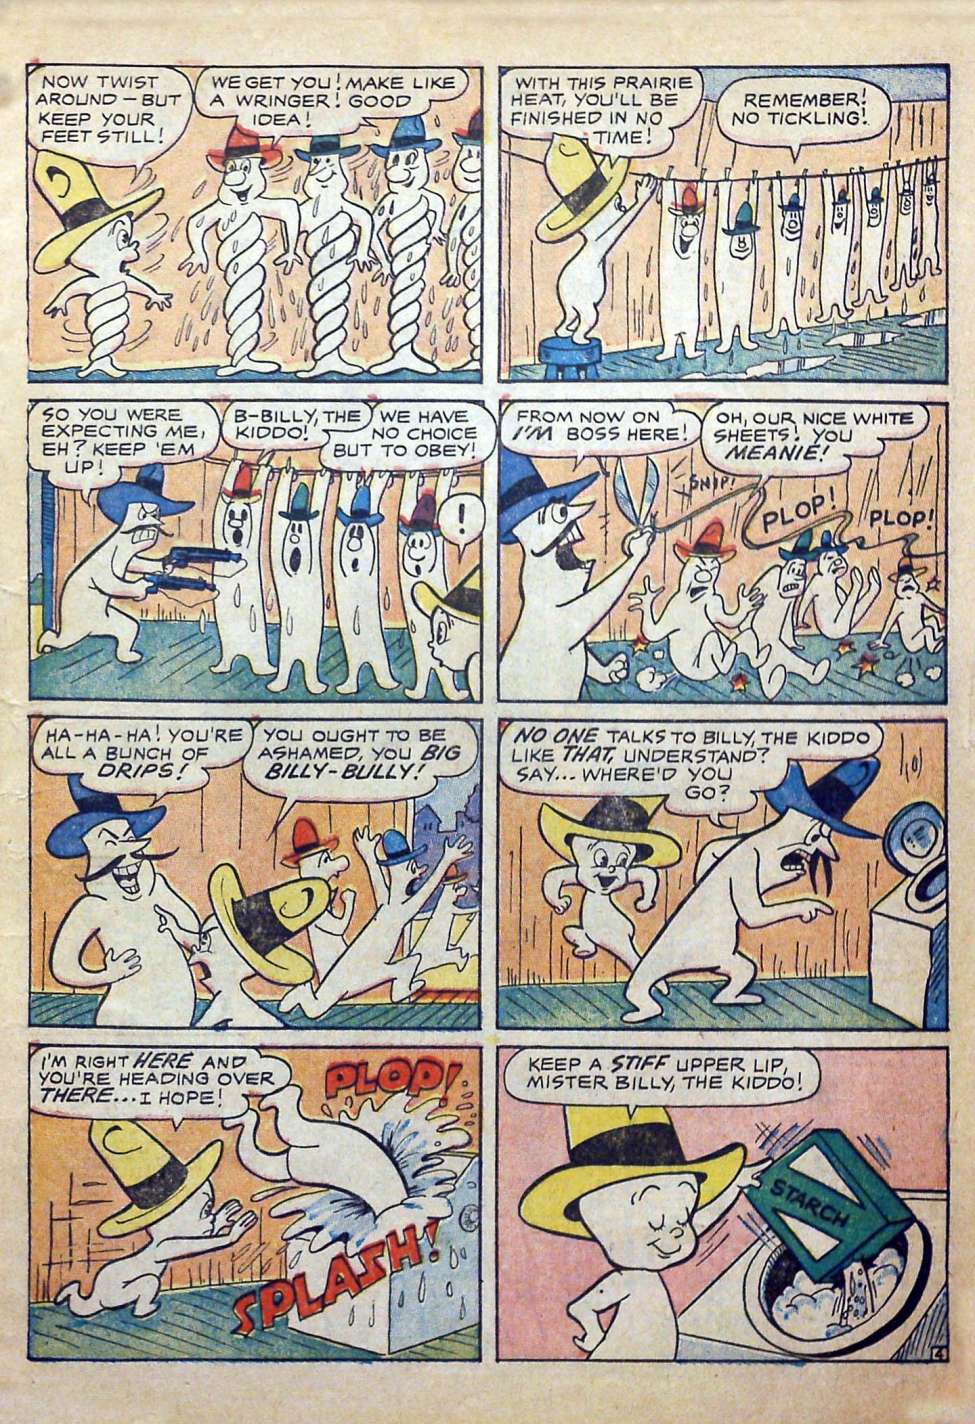 NOW TWIST
AROUND—BUT
KEEP YOUR
FEET STILL!
WE GET YOU! MAKE LIKE
A WRINGER! GOOD
IDEA!
WITH THIS PRAIRIE
HEAT, YOU'LL BE
FINISHED IN NO
TIME!
REMEMBER!
NO TICKLING!
SO YOU WERE
EXPECTING ME,
EH? KEEP 'EM
UP!
B-BILLY, THE
KIDDO!
WE HAVE
NO CHOICE
BUT TO OBEY!
!
FROM NOW ON
I'M BOSS HERE!
OH, OUR NICE WHITE
SHEETS! YOU
MEANIE!
SNIP!
PLOP!
PLOP!
HA-HA-HA! YOU'RE
ALL A BUNCH OF
DRIPS!
YOU OUGHT TO BE
ASHAMED, YOU BIG
BILLY-BULLY!
NO ONE TALKS TO BILLY, THE KIDDO
LIKE THAT, UNDERSTAND?
SAY... WHERE'D YOU
GO?
I'M RIGHT HERE AND
YOU'RE HEADING OVER
THERE...I HOPE!
PLOP!
SPLASH!
KEEP A STIFF UPPER LIP,
MISTER BILLY, THE KIDDO!
STARCH
4